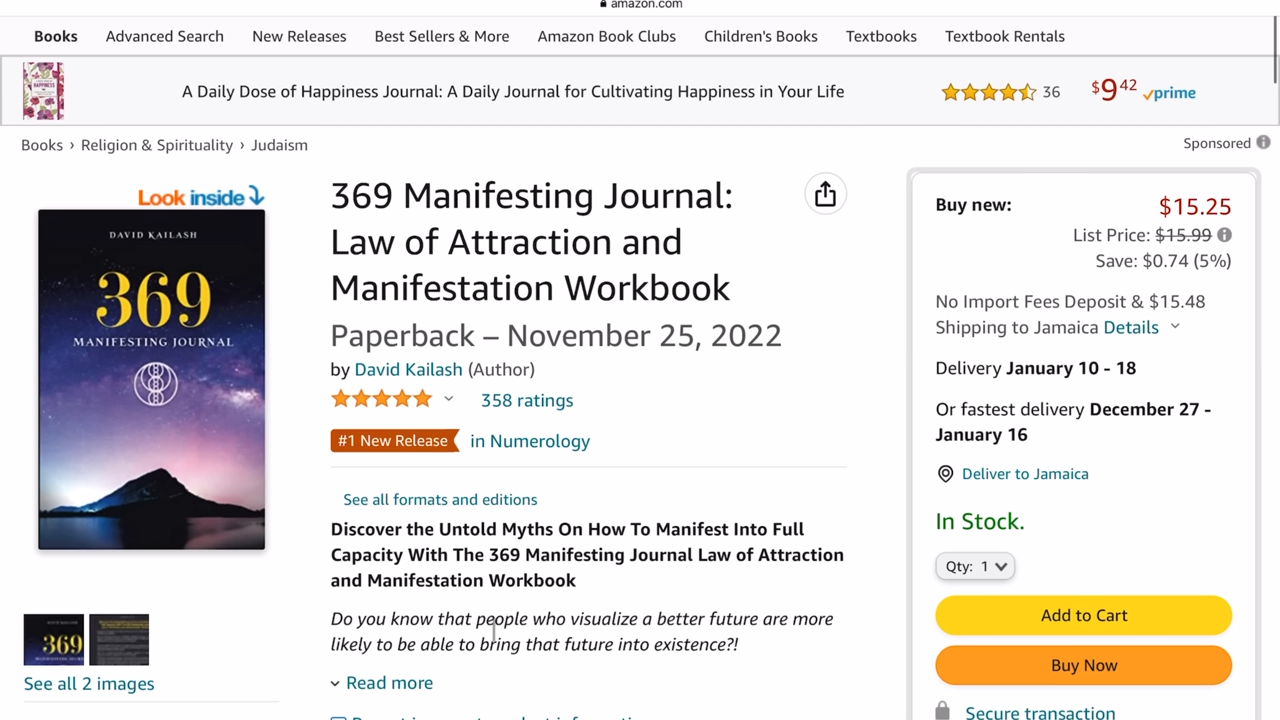 amazon.com
Books Advanced Search New Releases Best Sellers & More Amazon Book Clubs Children's Books Textbooks Textbook Rentals
A Daily Dose of Happiness Journal: A Daily Journal for Cultivating Happiness in Your Life 36 $9 42 prime
Sponsored
Books › Religion & Spirituality › Judaism
Look inside
DAVID KAILASH
369
MANIFESTING JOURNAL
369
See all 2 images
369 Manifesting Journal:
Law of Attraction and
Manifestation Workbook
Paperback – November 25, 2022
by David Kailash (Author)
358 ratings
#1 New Release in Numerology
See all formats and editions
Discover the Untold Myths On How To Manifest Into Full
Capacity With The 369 Manifesting Journal Law of Attraction
and Manifestation Workbook
Do you know that people who visualize a better future are more
likely to be able to bring that future into existence?!
Read more
Buy new: $15.25
List Price: $15.99
Save: $0.74 (5%)
No Import Fees Deposit & $15.48
Shipping to Jamaica Details
Delivery January 10 - 18
Or fastest delivery December 27 -
January 16
Deliver to Jamaica
In Stock.
Qty: 1
Add to Cart
Buy Now
Secure transaction